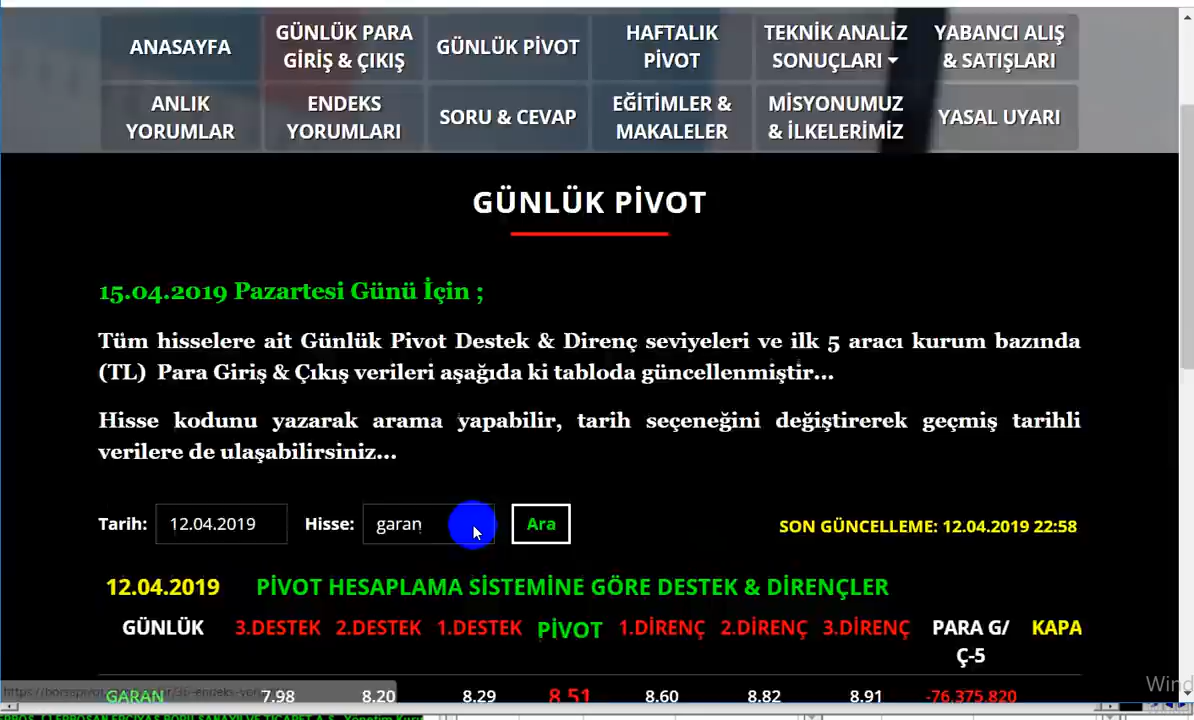 ANASAYFA
GÜNLÜK PARA
GİRİŞ & ÇIKIŞ
GÜNLÜK PİVOT
HAFTALIK
PİVOT
TEKNİK ANALİZ
SONUÇLARI
YABANCI ALIŞ
& SATIŞLARI
ANLIK
YORUMLAR
ENDEKS
YORUMLARI
SORU & CEVAP
EĞİTİMLER &
MAKALELER
MİSYONUMUZ
& İLKELERİMİZ
YASAL UYARI
GÜNLÜK PİVOT
15.04.2019 Pazartesi Günü İçin ;
Tüm hisselere ait Günlük Pivot Destek & Direnç seviyeleri ve ilk 5 aracı kurum bazında
(TL) Para Giriş & Çıkış verileri aşağıda ki tabloda güncellenmiştir...
Hisse kodunu yazarak arama yapabilir, tarih seçeneğini değiştirerek geçmiş tarihli
verilere de ulaşabilirsiniz...
Tarih: 12.04.2019 Hisse: garan Ara SON GÜNCELLEME: 12.04.2019 22:58
12.04.2019 PİVOT HESAPLAMA SİSTEMİNE GÖRE DESTEK & DİRENÇLER
GÜNLÜK 3.DESTEK 2.DESTEK 1.DESTEK PİVOT 1.DİRENÇ 2.DİRENÇ 3.DİRENÇ PARA G/ KAPA
Ç-5
GARAN 7.98 8.20 8.29 8.51 8.60 8.82 8.91 -76.375.820
Wind